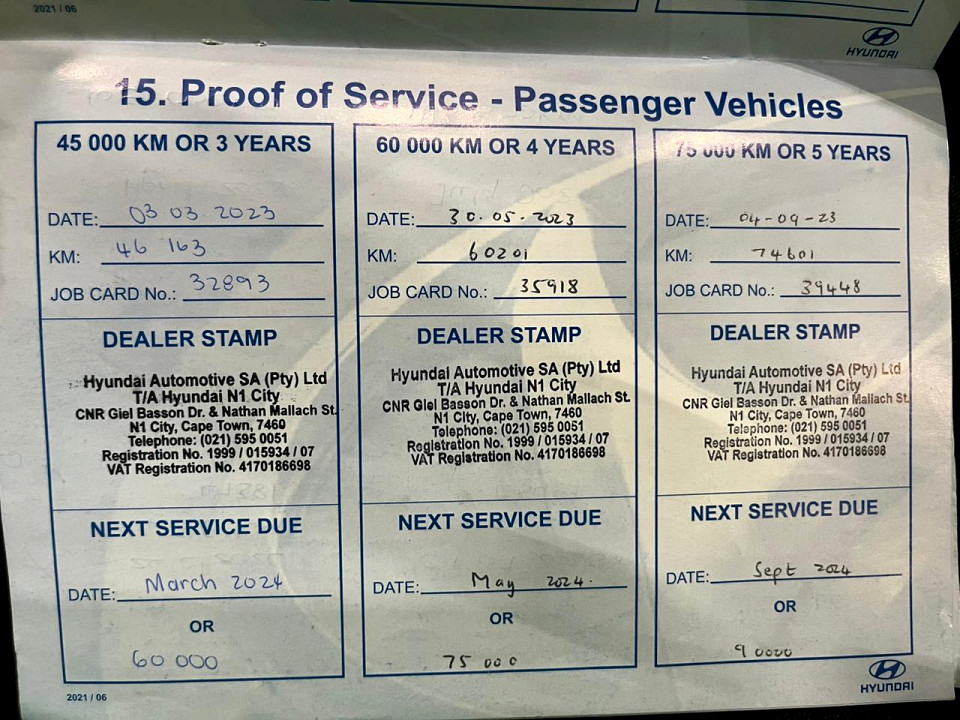 2021 / 06
HYUNDAI
15. Proof of Service - Passenger Vehicles
45 000 KM OR 3 YEARS
DATE: 03 03 2023
KM: 46 163
JOB CARD No.: 32893
DEALER STAMP
Hyundai Automotive SA (Pty) Ltd
T/A Hyundai N1 City
CNR Giel Basson Dr. & Nathan Mallach St.
N1 City, Cape Town, 7460
Telephone: (021) 595 0051
Registration No. 1999 / 015934 / 07
VAT Registration No. 4170186698
NEXT SERVICE DUE
DATE: March 2024
OR
60 000
60 000 KM OR 4 YEARS
DATE: 30.05.2023
KM: 60201
JOB CARD No.: 35918
DEALER STAMP
Hyundai Automotive SA (Pty) Ltd
T/A Hyundai N1 City
CNR Giel Basson Dr. & Nathan Mallach St.
N1 City, Cape Town, 7460
Telephone: (021) 595 0051
Registration No. 1999 / 015934 / 07
VAT Registration No. 4170186698
NEXT SERVICE DUE
DATE: May 2024.
OR
75 000
75 000 KM OR 5 YEARS
DATE: 04-09-23
KM: 74601
JOB CARD No.: 39448
DEALER STAMP
Hyundai Automotive SA (Pty) Ltd
T/A Hyundai N1 City
CNR Giel Basson Dr. & Nathan Mallach St.
N1 City, Cape Town, 7460
Telephone: (021) 595 0051
Registration No. 1999 / 015934 / 07
VAT Registration No. 4170186698
NEXT SERVICE DUE
DATE: Sept 2024
OR
90000
2021 / 06
HYUNDAI